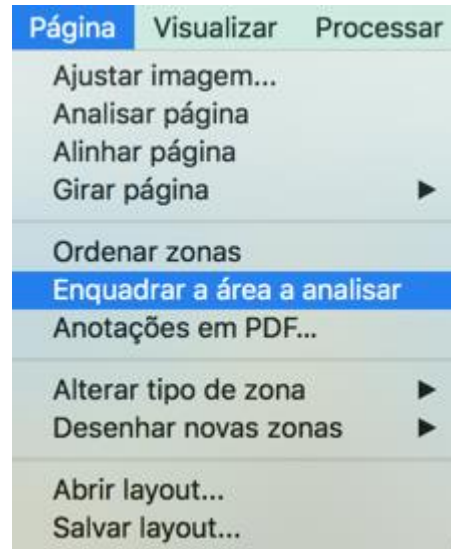 Página Visualizar Processar
Ajustar imagem...
Analisar página
Alinhar página
Girar página
Ordenar zonas
Enquadrar a área a analisar
Anotações em PDF...
Alterar tipo de zona
Desenhar novas zonas
Abrir layout...
Salvar layout...